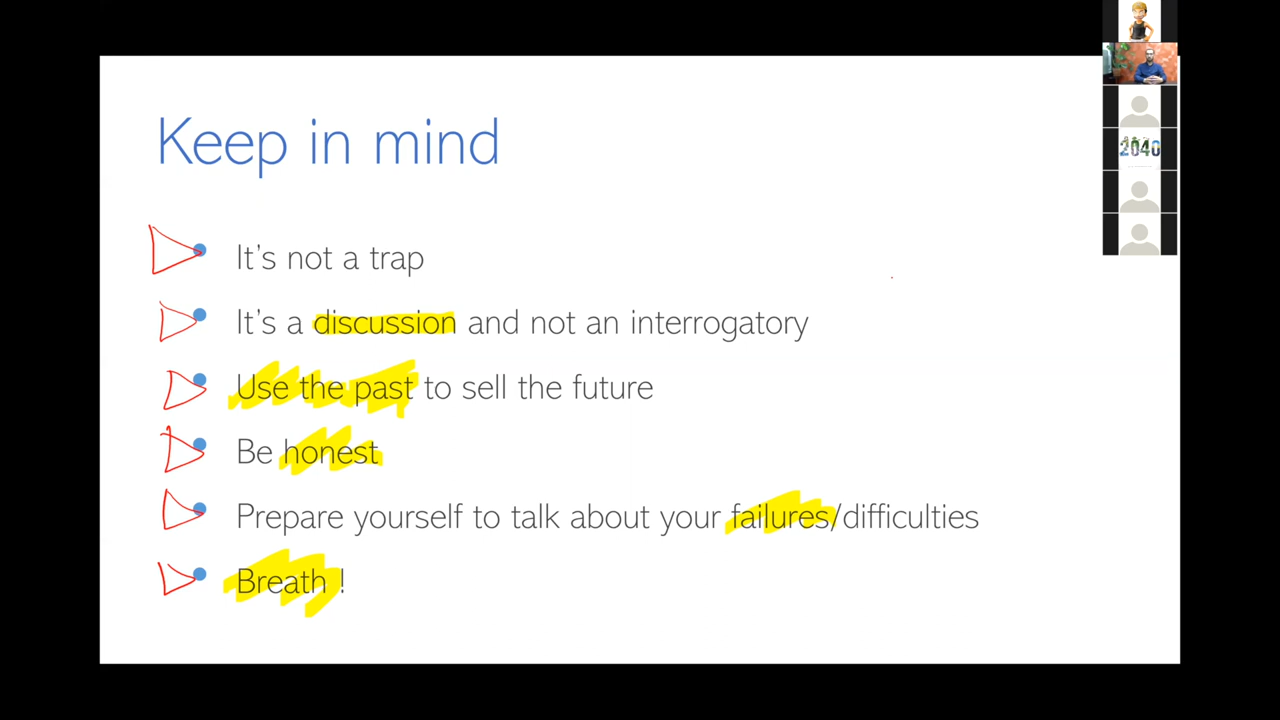 Keep in mind
It's not a trap
It's a discussion and not an interrogatory
Use the past to sell the future
Be honest
Prepare yourself to talk about your failures/difficulties
Breath !
2040